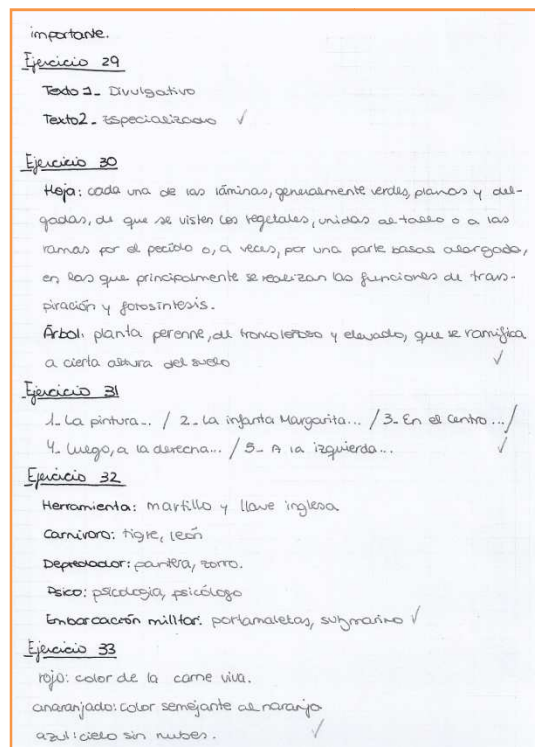 importante.
Ejercicio 29
Texto 1- Divulgativo
Texto2- Especializado ✓
Ejercicio 30
Hoja: cada una de las láminas, generalmente verdes, planas y del-
gadas, de que se visten los vegetales, unidas al tallo o a las
ramas por el pecíolo o, a veces, por una parte basal alargada,
en las que principalmente se realizan las funciones de trans-
piración y fotosíntesis.
Árbol: planta perenne, de tronco leñoso y elevado, que se ramifica
a cierta altura del suelo ✓
Ejercicio 31
1- La pintura... / 2- La infanta Margarita... / 3- En el centro... /
4- Luego, a la derecha... / 5- A la izquierda... ✓
Ejercicio 32
Herramienta: martillo y llave inglesa
Carnívoro: tigre, león
Depredador: pantera, zorro.
Psico: psicología, psicólogo
Embarcación militar: portamaletas, submarino ✓
Ejercicio 33
rojo: color de la carne viva.
anaranjado: color semejante al naranja
azul: cielo sin nubes. ✓